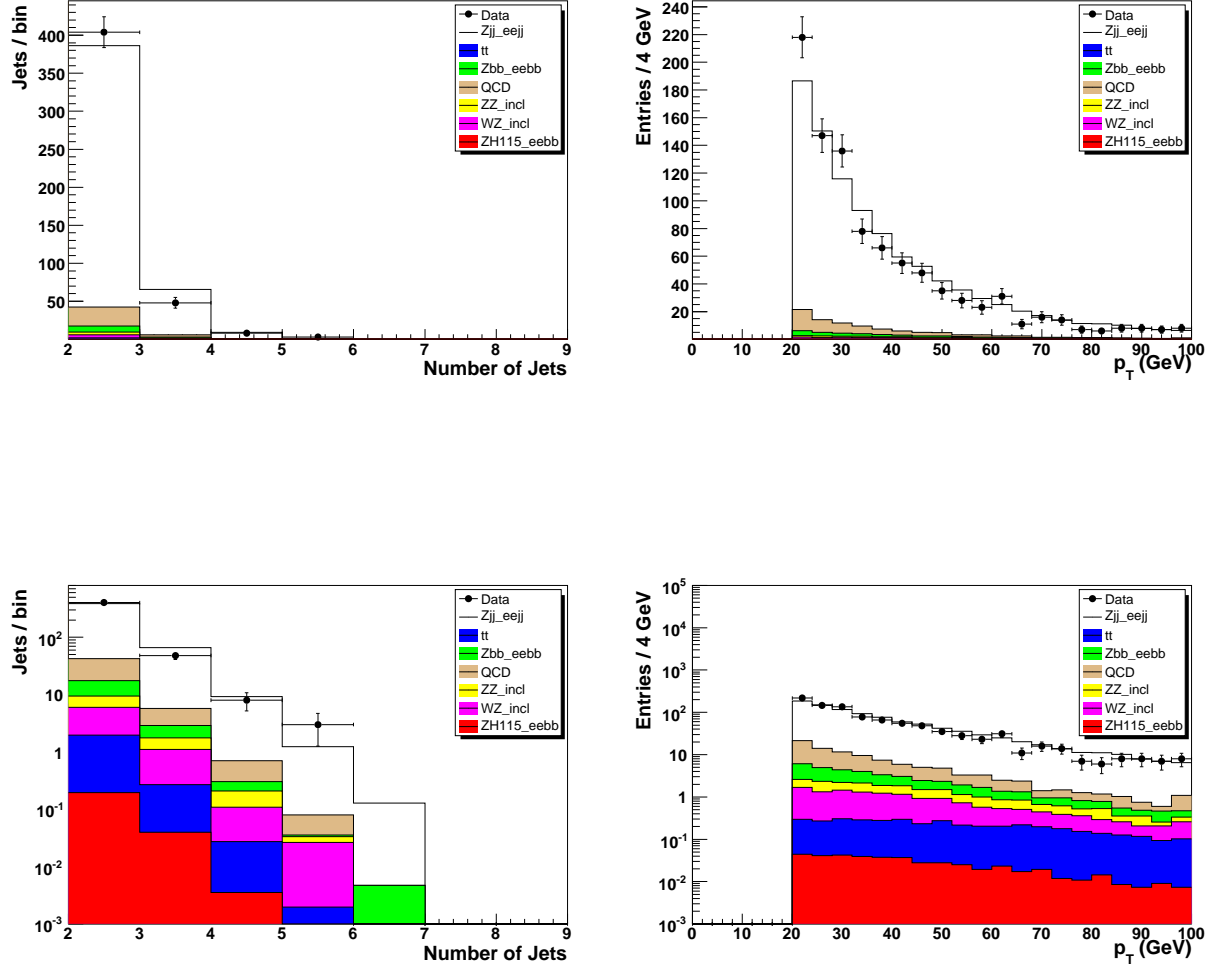 Jets / bin
400
350
300
250
200
150
100
50
2 3 4 5 6 7 8 9
Number of Jets
Data
Zjj_eejj
tt
Zbb_eebb
QCD
ZZ_incl
WZ_incl
ZH115_eebb
Entries / 4 GeV
240
220
200
180
160
140
120
100
80
60
40
20
0 10 20 30 40 50 60 70 80 90 100
p_T (GeV)
Data
Zjj_eejj
tt
Zbb_eebb
QCD
ZZ_incl
WZ_incl
ZH115_eebb
Jets / bin
10^2
10
1
10^-1
10^-2
10^-3
2 3 4 5 6 7 8 9
Number of Jets
Data
Zjj_eejj
tt
Zbb_eebb
QCD
ZZ_incl
WZ_incl
ZH115_eebb
Entries / 4 GeV
10^5
10^4
10^3
10^2
10
1
10^-1
10^-2
10^-3
0 10 20 30 40 50 60 70 80 90 100
p_T (GeV)
Data
Zjj_eejj
tt
Zbb_eebb
QCD
ZZ_incl
WZ_incl
ZH115_eebb